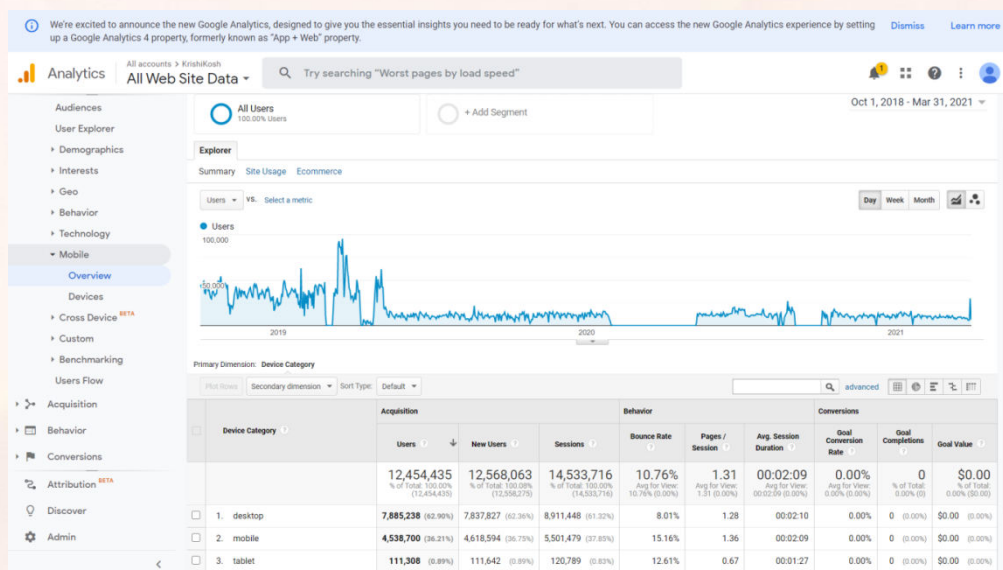 We're excited to announce the new Google Analytics, designed to give you the essential insights you need to be ready for what's next. You can access the new Google Analytics experience by setting
up a Google Analytics 4 property, formerly known as "App + Web" property.
Dismiss Learn more
Analytics
All accounts > KrishiKosh
All Web Site Data
Try searching "Worst pages by load speed"
1
Audiences
User Explorer
Demographics
Interests
Geo
Behavior
Technology
Mobile
Overview
Devices
Cross Device BETA
Custom
Benchmarking
Users Flow
Acquisition
Behavior
Conversions
Attribution BETA
Discover
Admin
All Users
100.00% Users
+ Add Segment
Oct 1, 2018 - Mar 31, 2021
Explorer
Summary Site Usage Ecommerce
Users VS. Select a metric
Day Week Month
Users
100,000
50,000
2019 2020 2021
Primary Dimension: Device Category
Plot Rows Secondary dimension Sort Type: Default advanced
Device Category
Acquisition Behavior Conversions
Users New Users Sessions Bounce Rate Pages / Session Avg. Session Duration Goal Conversion Rate Goal Completions Goal Value
12,454,435 12,568,063 14,533,716 10.76% 1.31 00:02:09 0.00% 0 $0.00
% of Total: 100.00% (12,454,435) % of Total: 100.08% (12,558,275) % of Total: 100.00% (14,533,716) Avg for View: 10.76% (0.00%) Avg for View: 1.31 (0.00%) Avg for View: 00:02:09 (0.00%) Avg for View: 0.00% (0.00%) % of Total: 0.00% (0) % of Total: 0.00% ($0.00)
1. desktop 7,885,238 (62.90%) 7,837,827 (62.36%) 8,911,448 (61.32%) 8.01% 1.28 00:02:10 0.00% 0 (0.00%) $0.00 (0.00%)
2. mobile 4,538,700 (36.21%) 4,618,594 (36.75%) 5,501,479 (37.85%) 15.16% 1.36 00:02:09 0.00% 0 (0.00%) $0.00 (0.00%)
3. tablet 111,308 (0.89%) 111,642 (0.89%) 120,789 (0.83%) 12.61% 0.67 00:01:27 0.00% 0 (0.00%) $0.00 (0.00%)